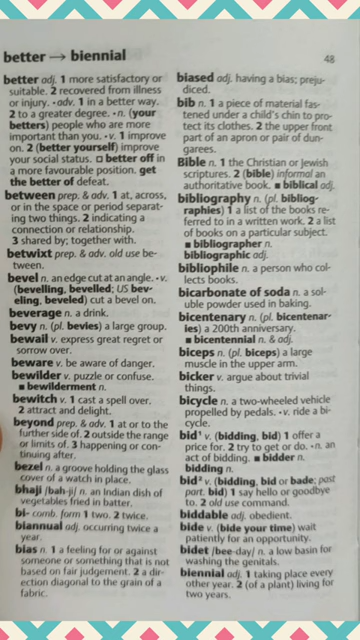 better → biennial
48
better adj. 1 more satisfactory or
suitable. 2 recovered from illness
or injury. •adv. 1 in a better way.
2 to a greater degree. •n. (your
betters) people who are more
important than you. •v. 1 improve
on. 2 (better yourself) improve
your social status. □ better off in
a more favourable position. get
the better of defeat.
between prep. & adv. 1 at, across,
or in the space or period separat-
ing two things. 2 indicating a
connection or relationship.
3 shared by; together with.
betwixt prep. & adv. old use be-
tween.
bevel n. an edge cut at an angle. •v.
(bevelling, bevelled; US bev-
eling, beveled) cut a bevel on.
beverage n. a drink.
bevy n. (pl. bevies) a large group.
bewail v. express great regret or
sorrow over.
beware v. be aware of danger.
bewilder v. puzzle or confuse.
■ bewilderment n.
bewitch v. 1 cast a spell over.
2 attract and delight.
beyond prep. & adv. 1 at or to the
further side of. 2 outside the range
or limits of. 3 happening or con-
tinuing after.
bezel n. a groove holding the glass
cover of a watch in place.
bhaji /bah-ji/ n. an Indian dish of
vegetables fried in batter.
bi- comb. form 1 two. 2 twice.
biannual adj. occurring twice a
year.
bias n. 1 a feeling for or against
someone or something that is not
based on fair judgement. 2 a dir-
ection diagonal to the grain of a
fabric.
biased adj. having a bias; preju-
diced.
bib n. 1 a piece of material fas-
tened under a child's chin to pro-
tect its clothes. 2 the upper front
part of an apron or pair of dun-
garees.
Bible n. 1 the Christian or Jewish
scriptures. 2 (bible) informal an
authoritative book. ■ biblical adj.
bibliography n. (pl. bibliog-
raphies) 1 a list of the books re-
ferred to in a written work. 2 a list
of books on a particular subject.
■ bibliographer n.
bibliographic adj.
bibliophile n. a person who col-
lects books.
bicarbonate of soda n. a sol-
uble powder used in baking.
bicentenary n. (pl. bicentenar-
ies) a 200th anniversary.
■ bicentennial n. & adj.
biceps n. (pl. biceps) a large
muscle in the upper arm.
bicker v. argue about trivial
things.
bicycle n. a two-wheeled vehicle
propelled by pedals. •v. ride a bi-
cycle.
bid¹ v. (bidding, bid) 1 offer a
price for. 2 try to get or do. •n. an
act of bidding. ■ bidder n.
bidding n.
bid² v. (bidding, bid or bade; past
part. bid) 1 say hello or goodbye
to. 2 old use command.
biddable adj. obedient.
bide v. (bide your time) wait
patiently for an opportunity.
bidet /bee-day/ n. a low basin for
washing the genitals.
biennial adj. 1 taking place every
other year. 2 (of a plant) living for
two years.